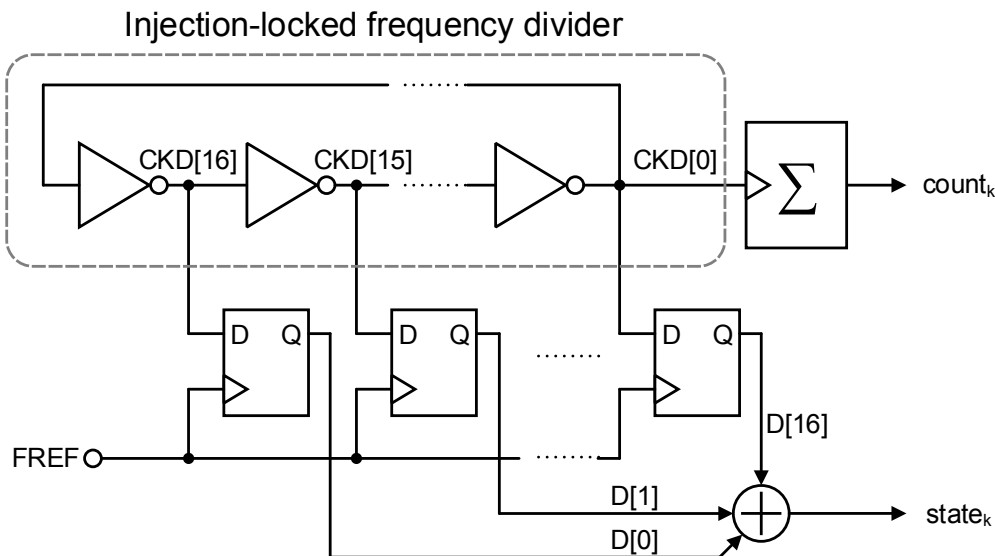 Injection-locked frequency divider
CKD[16]
CKD[15]
CKD[0]
Σ
count_k
D Q
D Q
D Q
FREF
D[16]
D[1]
D[0]
state_k